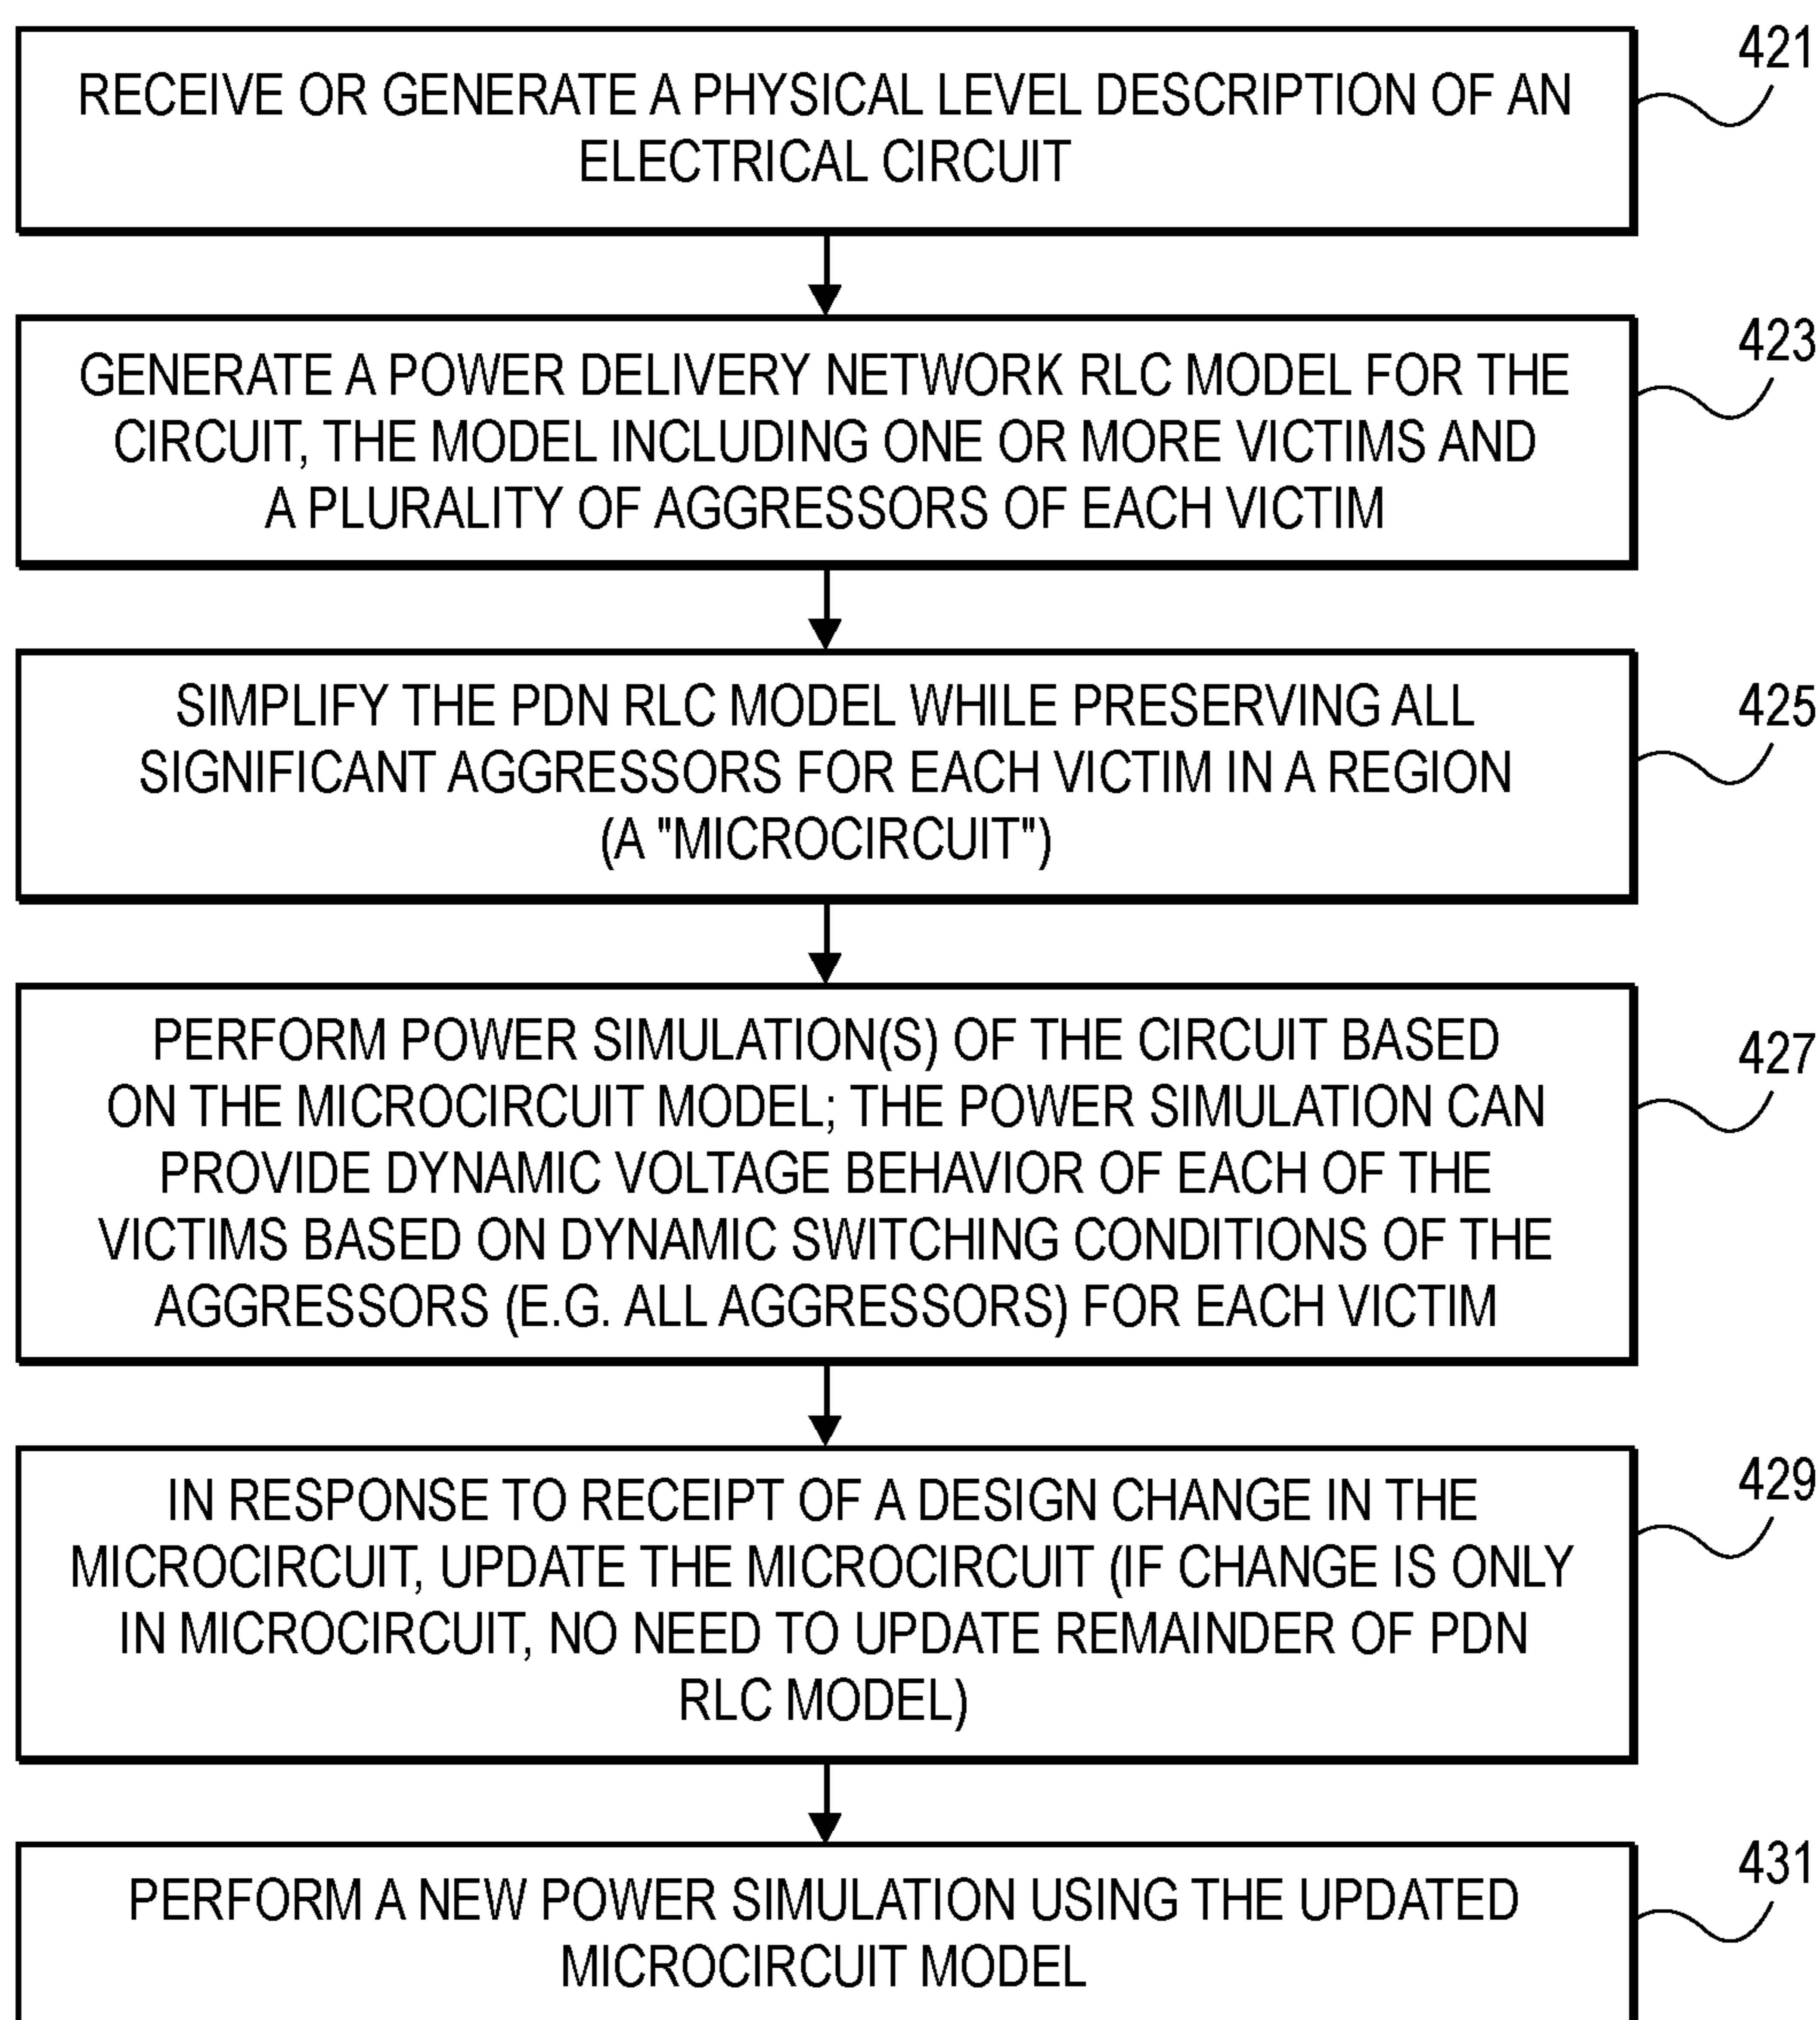 RECEIVE OR GENERATE A PHYSICAL LEVEL DESCRIPTION OF AN
ELECTRICAL CIRCUIT
421
GENERATE A POWER DELIVERY NETWORK RLC MODEL FOR THE
CIRCUIT, THE MODEL INCLUDING ONE OR MORE VICTIMS AND
A PLURALITY OF AGGRESSORS OF EACH VICTIM
423
SIMPLIFY THE PDN RLC MODEL WHILE PRESERVING ALL
SIGNIFICANT AGGRESSORS FOR EACH VICTIM IN A REGION
(A "MICROCIRCUIT")
425
PERFORM POWER SIMULATION(S) OF THE CIRCUIT BASED
ON THE MICROCIRCUIT MODEL; THE POWER SIMULATION CAN
PROVIDE DYNAMIC VOLTAGE BEHAVIOR OF EACH OF THE
VICTIMS BASED ON DYNAMIC SWITCHING CONDITIONS OF THE
AGGRESSORS (E.G. ALL AGGRESSORS) FOR EACH VICTIM
427
IN RESPONSE TO RECEIPT OF A DESIGN CHANGE IN THE
MICROCIRCUIT, UPDATE THE MICROCIRCUIT (IF CHANGE IS ONLY
IN MICROCIRCUIT, NO NEED TO UPDATE REMAINDER OF PDN
RLC MODEL)
429
PERFORM A NEW POWER SIMULATION USING THE UPDATED
MICROCIRCUIT MODEL
431